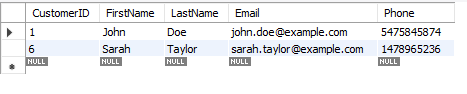 CustomerID FirstName LastName Email Phone
1 John Doe john.doe@example.com 5475845874
6 Sarah Taylor sarah.taylor@example.com 1478965236
NULL NULL NULL NULL NULL